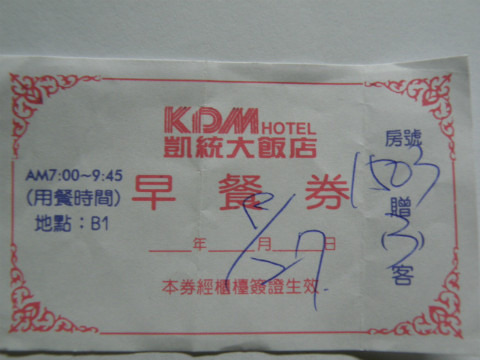 KDM HOTEL
凱統大飯店
AM7:00~9:45
(用餐時間)
地點:B1
早餐券
年 月 日
本券經櫃檯簽證生效.
房號
1503
贈
客